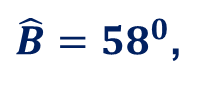 B̂ = 58⁰,